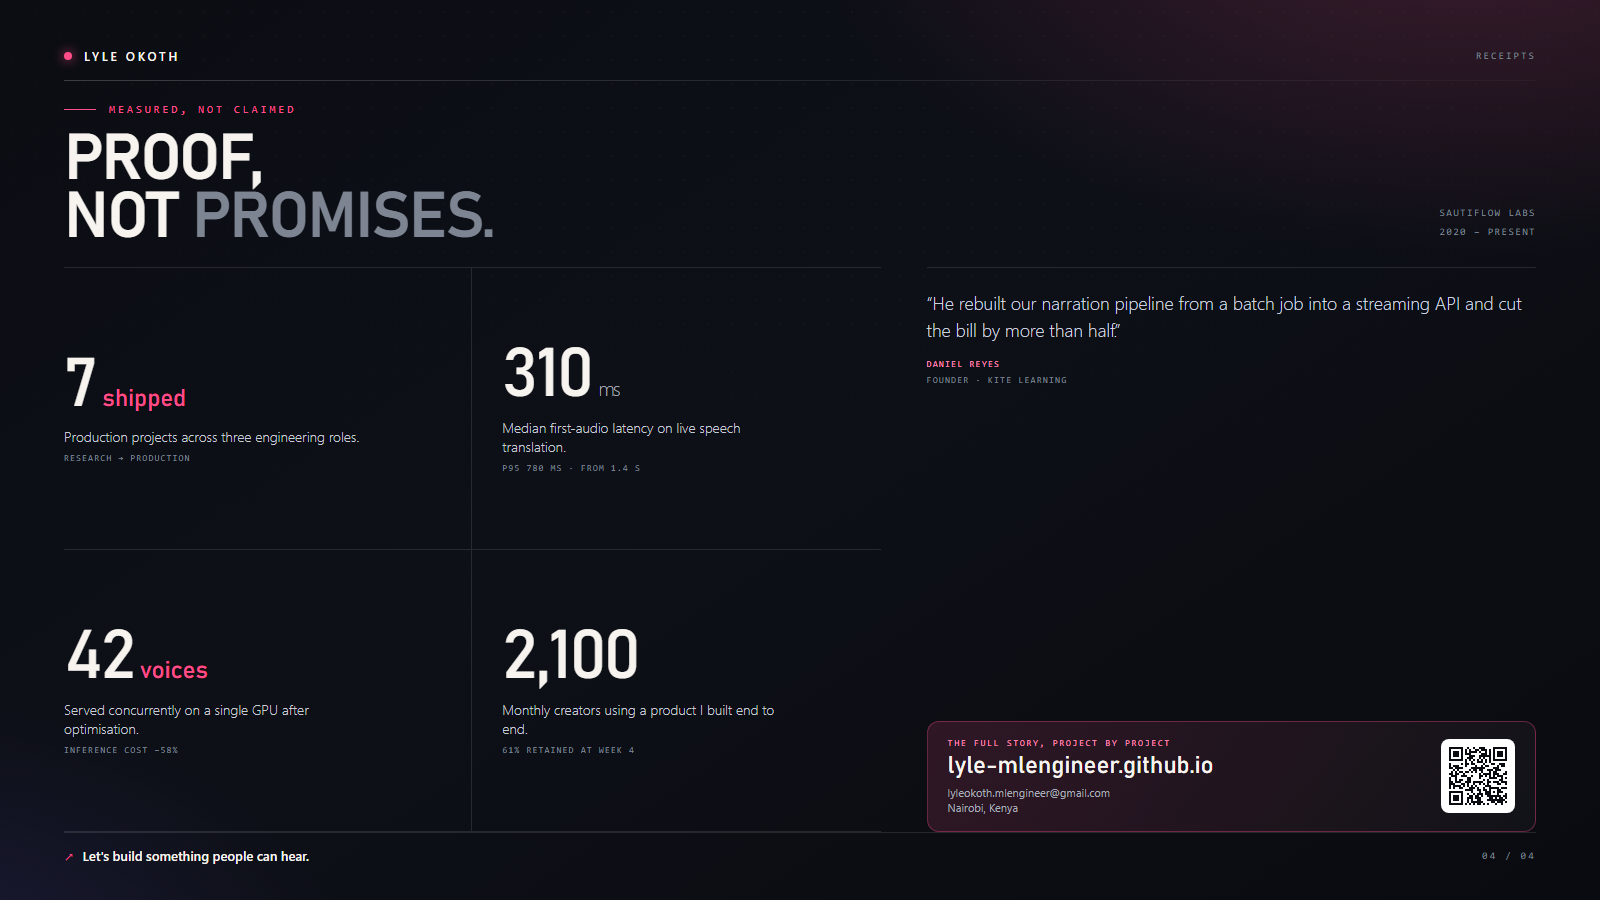 LYLE OKOTH
RECEIPTS
MEASURED, NOT CLAIMED
PROOF,
NOT PROMISES.
SAUTIFLOW LABS
2020 – PRESENT
7 shipped
Production projects across three engineering roles.
RESEARCH → PRODUCTION
310 ms
Median first-audio latency on live speech
translation.
P95 780 MS · FROM 1.4 S
42 voices
Served concurrently on a single GPU after
optimisation.
INFERENCE COST −58%
2,100
Monthly creators using a product I built end to
end.
61% RETAINED AT WEEK 4
“He rebuilt our narration pipeline from a batch job into a streaming API and cut
the bill by more than half.”
DANIEL REYES
FOUNDER · KITE LEARNING
THE FULL STORY, PROJECT BY PROJECT
lyle-mlengineer.github.io
lyleokoth.mlengineer@gmail.com
Nairobi, Kenya
↗ Let's build something people can hear.
04 / 04